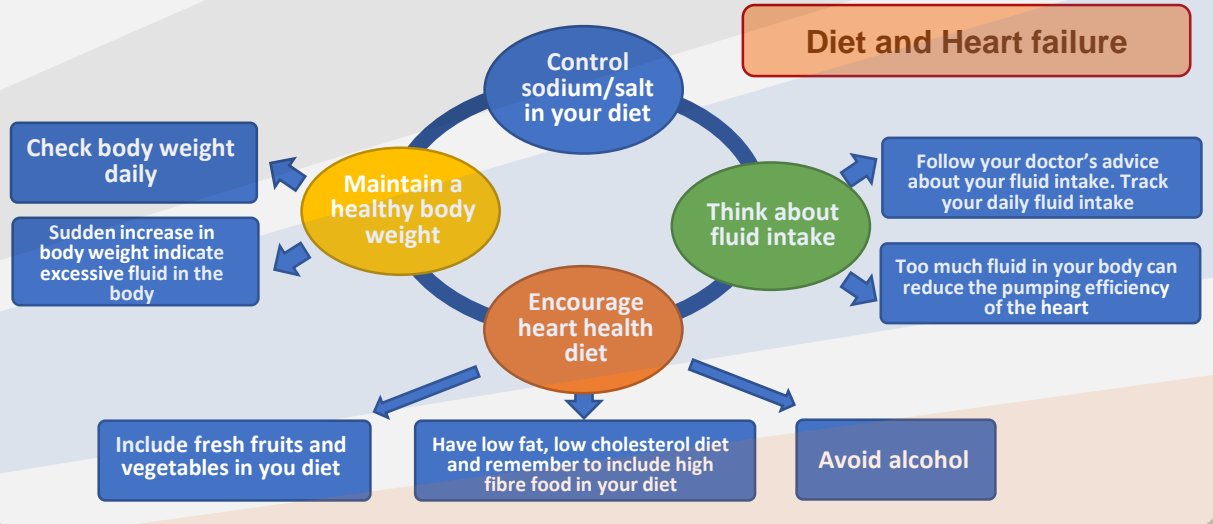 Diet and Heart failure
Control
sodium/salt
in your diet
Check body weight
daily
Maintain a
healthy body
weight
Sudden increase in
body weight indicate
excessive fluid in the
body
Think about
fluid intake
Follow your doctor's advice
about your fluid intake. Track
your daily fluid intake
Too much fluid in your body can
reduce the pumping efficiency
of the heart
Encourage
heart health
diet
Include fresh fruits and
vegetables in you diet
Have low fat, low cholesterol diet
and remember to include high
fibre food in your diet
Avoid alcohol